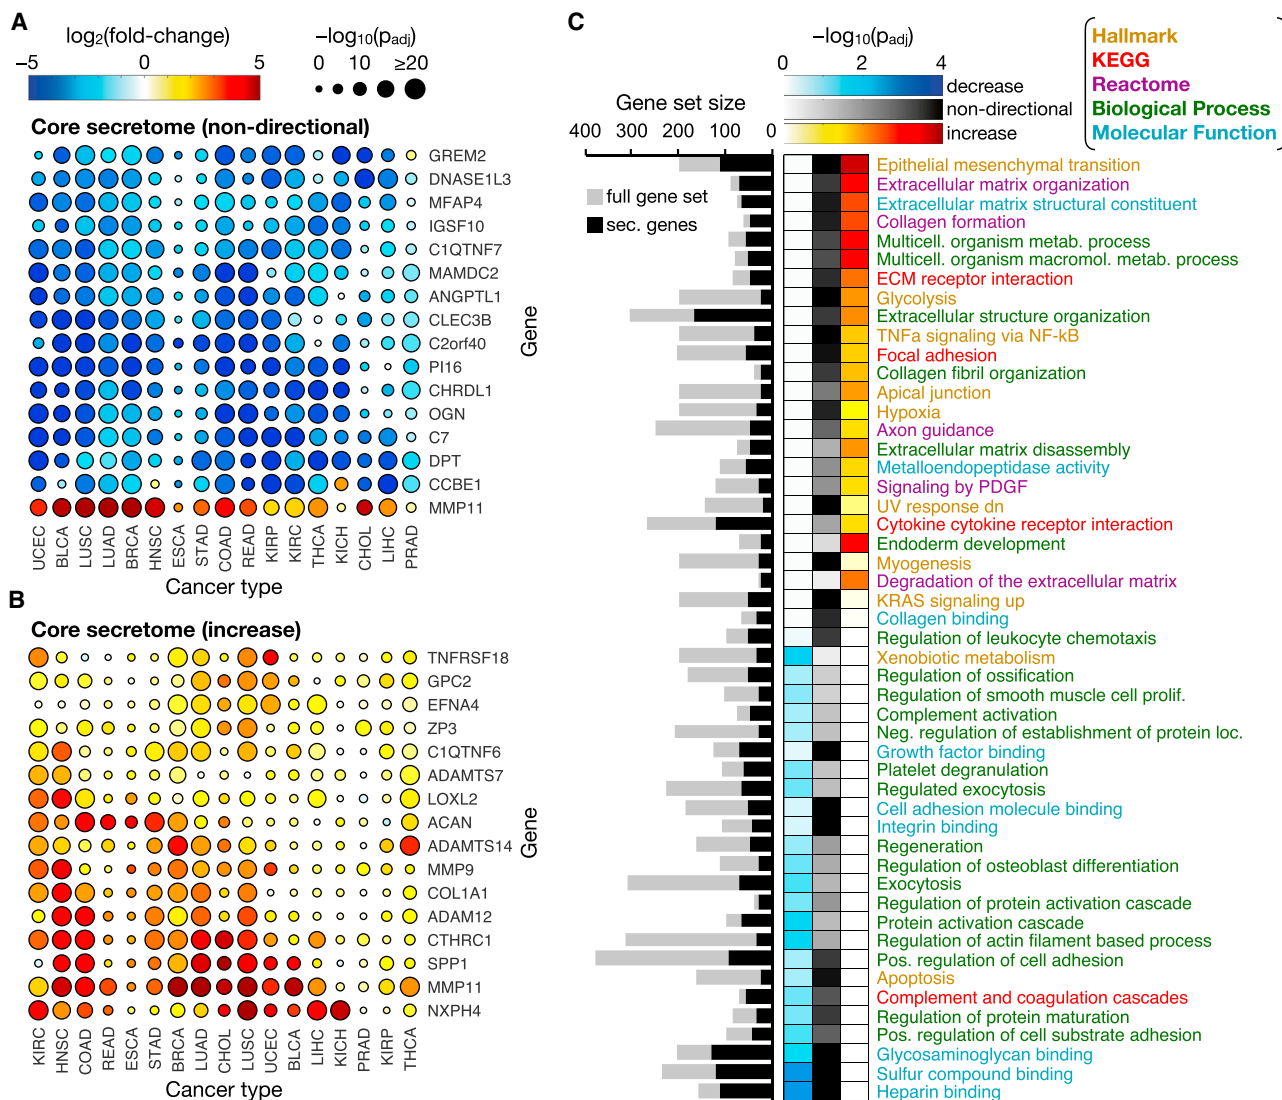 A
log2(fold-change)
−5 0 5
−log10(padj)
0 10 ≥20
Core secretome (non-directional)
GREM2
DNASE1L3
MFAP4
IGSF10
C1QTNF7
MAMDC2
ANGPTL1
CLEC3B
C2orf40
PI16
CHRDL1
OGN
C7
DPT
CCBE1
MMP11
Gene
UCEC BLCA LUSC LUAD BRCA HNSC ESCA STAD COAD READ KIRP KIRC THCA KICH CHOL LIHC PRAD
Cancer type
B
Core secretome (increase)
TNFRSF18
GPC2
EFNA4
ZP3
C1QTNF6
ADAMTS7
LOXL2
ACAN
ADAMTS14
MMP9
COL1A1
ADAM12
CTHRC1
SPP1
MMP11
NXPH4
Gene
KIRC HNSC COAD READ ESCA STAD BRCA LUAD CHOL LUSC UCEC BLCA LIHC KICH PRAD KIRP THCA
Cancer type
C
−log10(padj)
0 2 4
decrease
non-directional
increase
Hallmark
KEGG
Reactome
Biological Process
Molecular Function
Gene set size
400 300 200 100 0
full gene set
sec. genes
Epithelial mesenchymal transition
Extracellular matrix organization
Extracellular matrix structural constituent
Collagen formation
Multicell. organism metab. process
Multicell. organism macromol. metab. process
ECM receptor interaction
Glycolysis
Extracellular structure organization
TNFa signaling via NF-kB
Focal adhesion
Collagen fibril organization
Apical junction
Hypoxia
Axon guidance
Extracellular matrix disassembly
Metalloendopeptidase activity
Signaling by PDGF
UV response dn
Cytokine cytokine receptor interaction
Endoderm development
Myogenesis
Degradation of the extracellular matrix
KRAS signaling up
Collagen binding
Regulation of leukocyte chemotaxis
Xenobiotic metabolism
Regulation of ossification
Regulation of smooth muscle cell prolif.
Complement activation
Neg. regulation of establishment of protein loc.
Growth factor binding
Platelet degranulation
Regulated exocytosis
Cell adhesion molecule binding
Integrin binding
Regeneration
Regulation of osteoblast differentiation
Exocytosis
Regulation of protein activation cascade
Protein activation cascade
Regulation of actin filament based process
Pos. regulation of cell adhesion
Apoptosis
Complement and coagulation cascades
Regulation of protein maturation
Pos. regulation of cell substrate adhesion
Glycosaminoglycan binding
Sulfur compound binding
Heparin binding